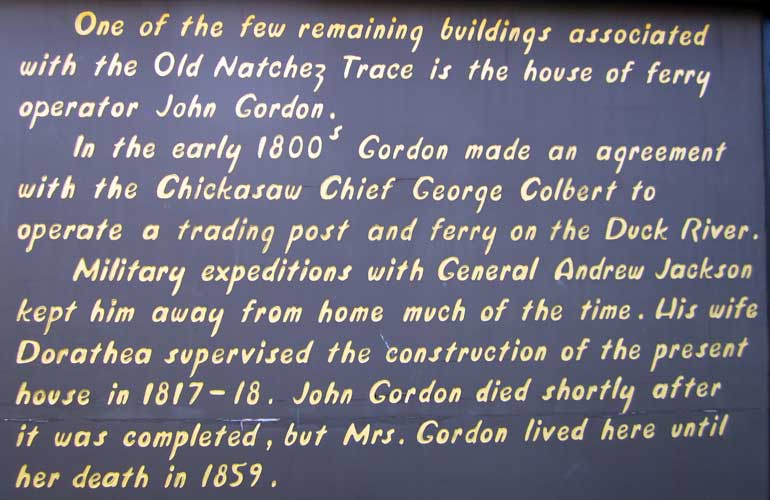 One of the few remaining buildings associated
with the Old Natchez Trace is the house of ferry
operator John Gordon.
In the early 1800s Gordon made an agreement
with the Chickasaw Chief George Colbert to
operate a trading post and ferry on the Duck River.
Military expeditions with General Andrew Jackson
kept him away from home much of the time. His wife
Dorathea supervised the construction of the present
house in 1817-18. John Gordon died shortly after
it was completed, but Mrs. Gordon lived here until
her death in 1859.